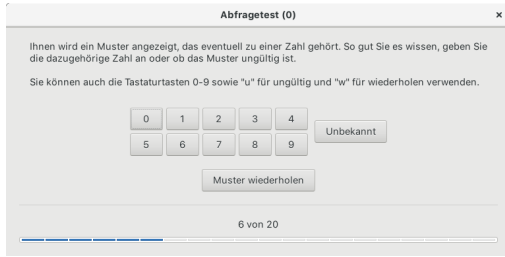 Abfragetest (0) ×
Ihnen wird ein Muster angezeigt, das eventuell zu einer Zahl gehört. So gut Sie es wissen, geben Sie
die dazugehörige Zahl an oder ob das Muster ungültig ist.
Sie können auch die Tastaturtasten 0-9 sowie "u" für ungültig und "w" für wiederholen verwenden.
0 1 2 3 4
Unbekannt
5 6 7 8 9
Muster wiederholen
6 von 20